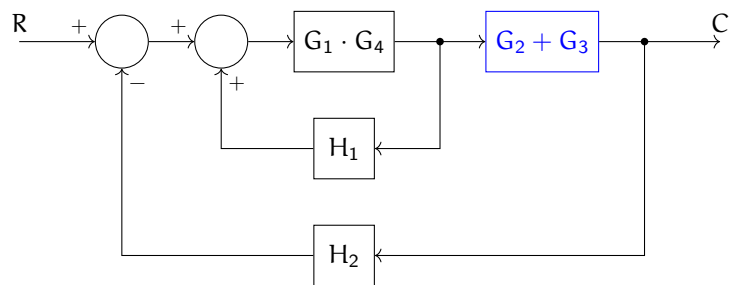 R + + G₁ · G₄ G₂ + G₃ C
− +
H₁
H₂